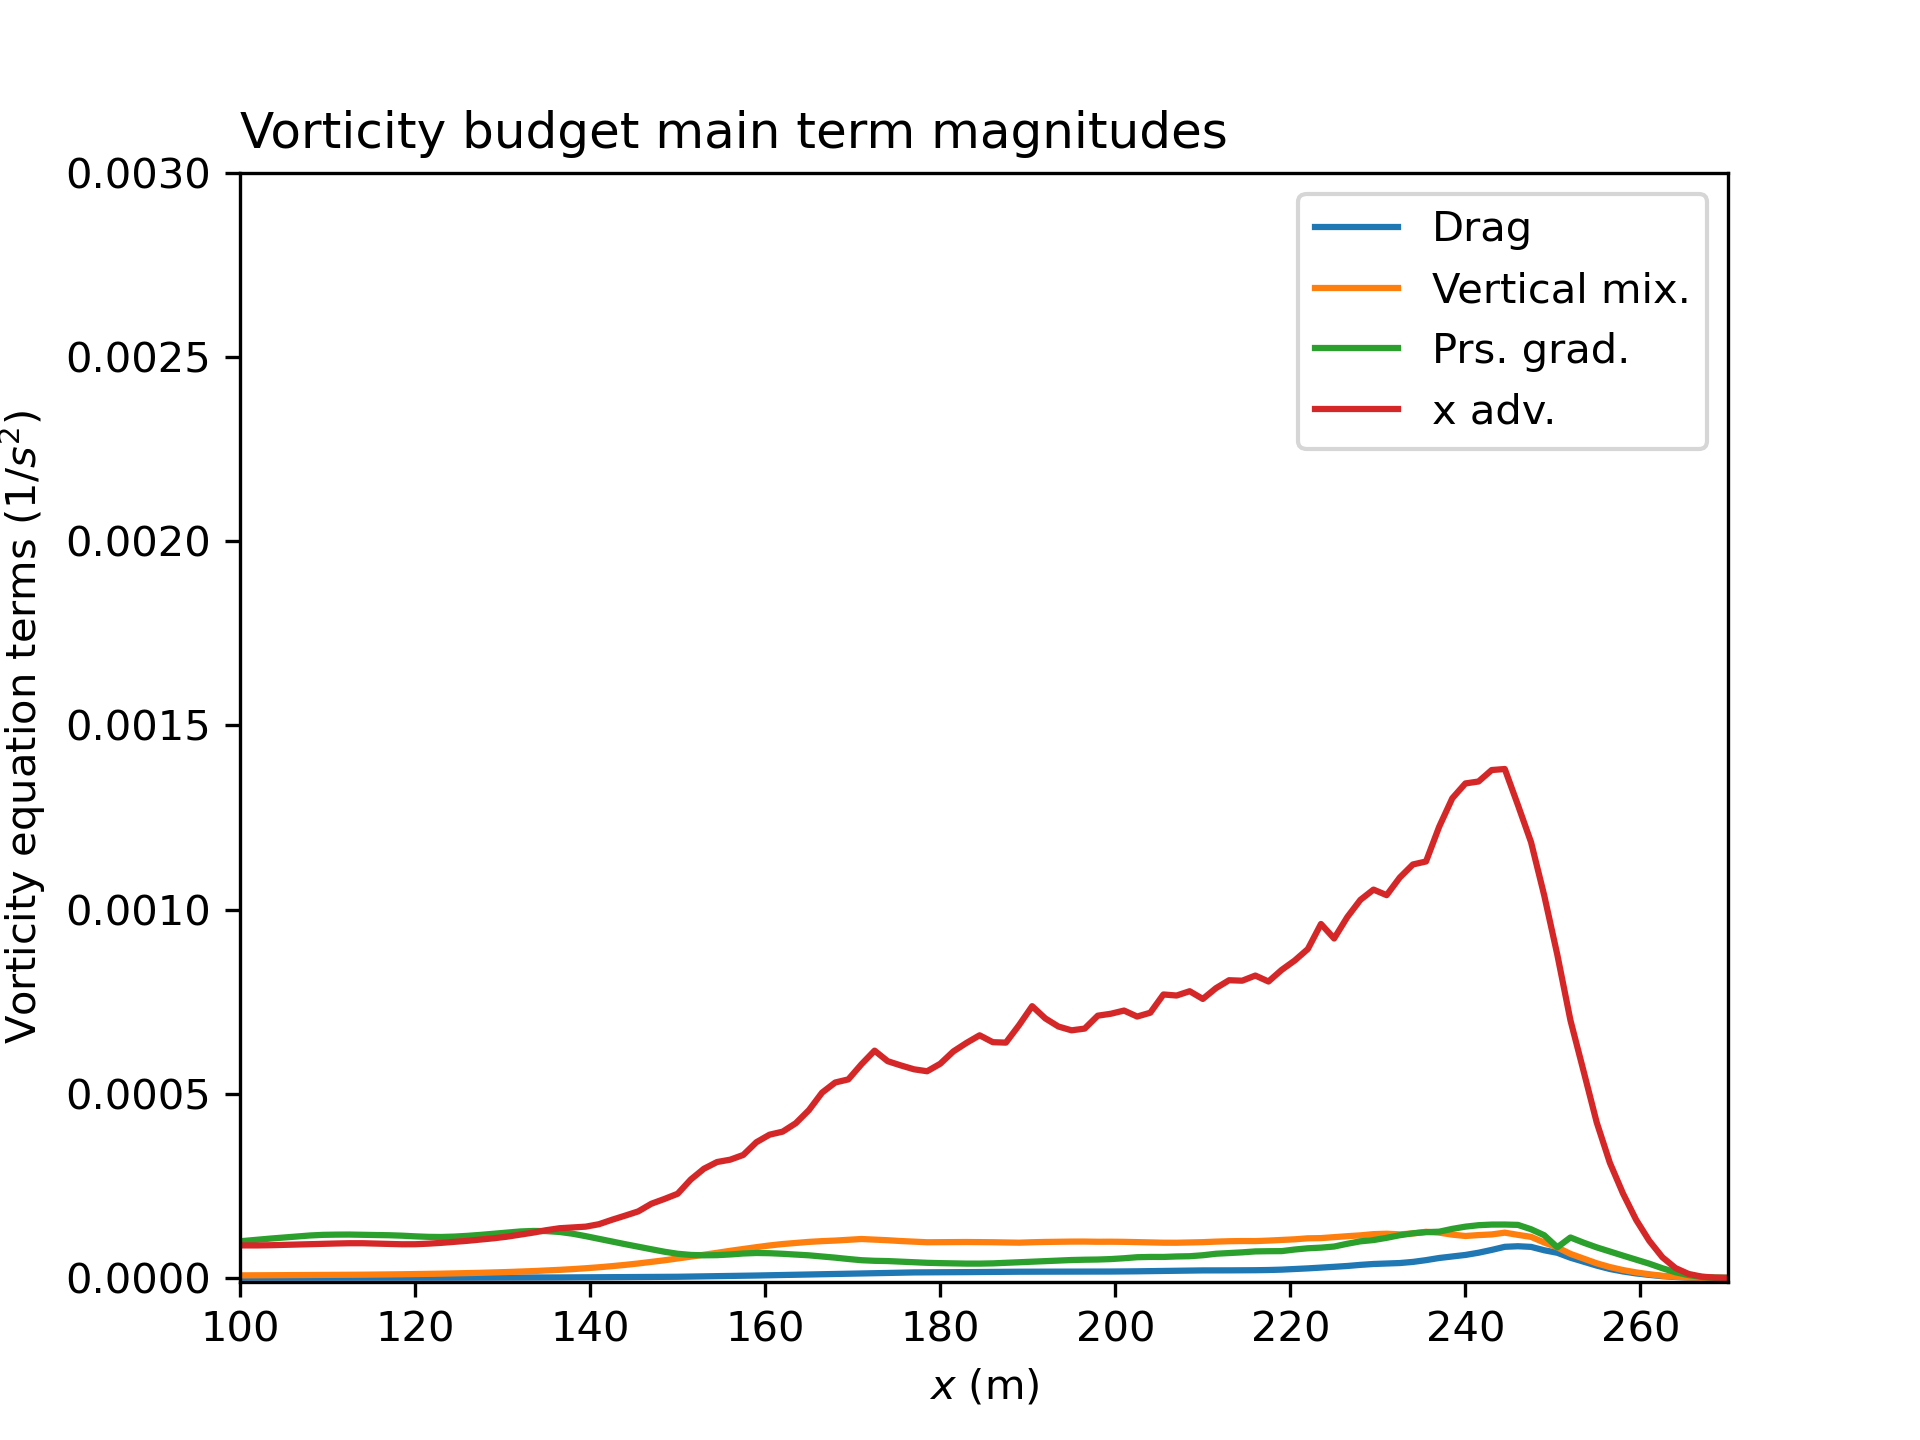 Vorticity budget main term magnitudes
0.0030
0.0025
0.0020
0.0015
0.0010
0.0005
0.0000
Vorticity equation terms (1/s²)
Drag
Vertical mix.
Prs. grad.
x adv.
100 120 140 160 180 200 220 240 260
x (m)